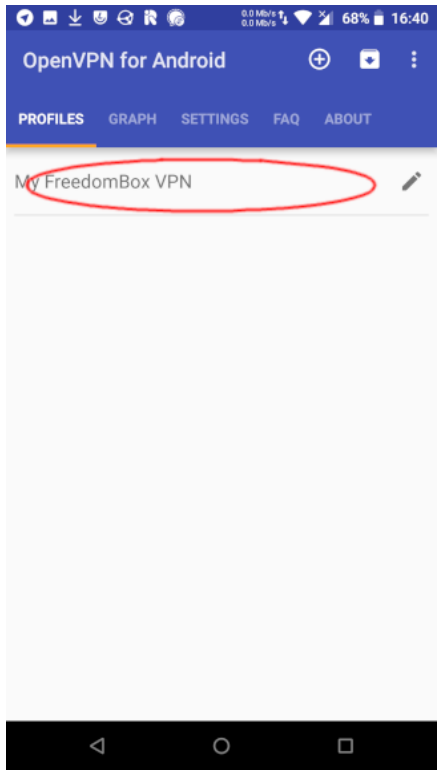 0.0 Mb/s 68% 16:40
0.0 Mb/s
OpenVPN for Android
PROFILES GRAPH SETTINGS FAQ ABOUT
My FreedomBox VPN